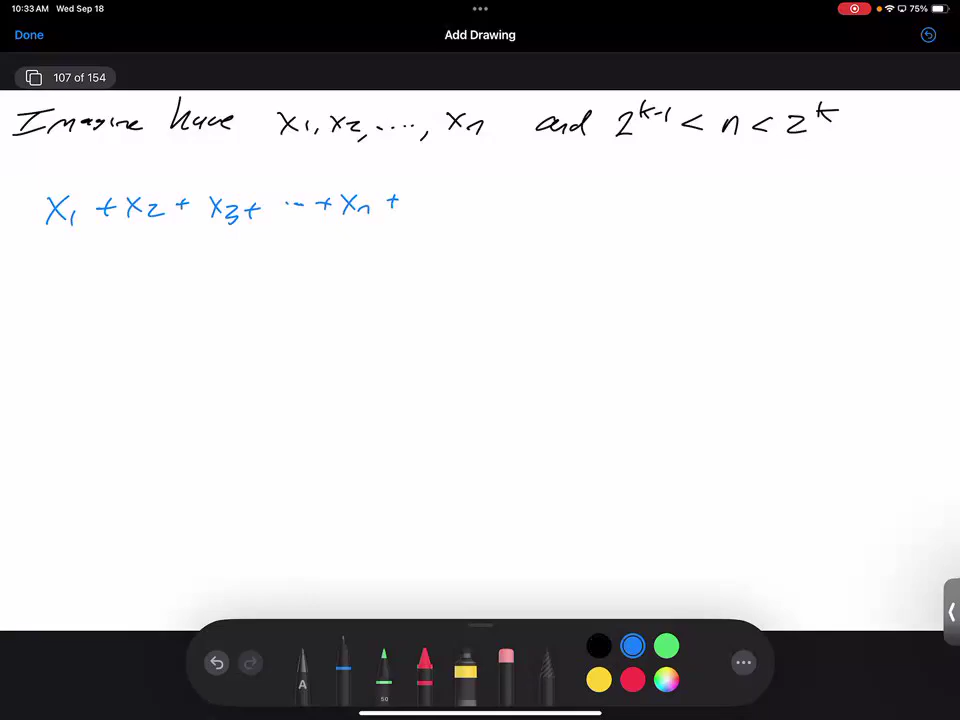 10:33 AM Wed Sep 18
75%
Done
Add Drawing
107 of 154
Imagine have x1, x2, ...., xn and 2^k-1 < n < 2^k
x1 + x2 + x3 + ... + xn +
A
50